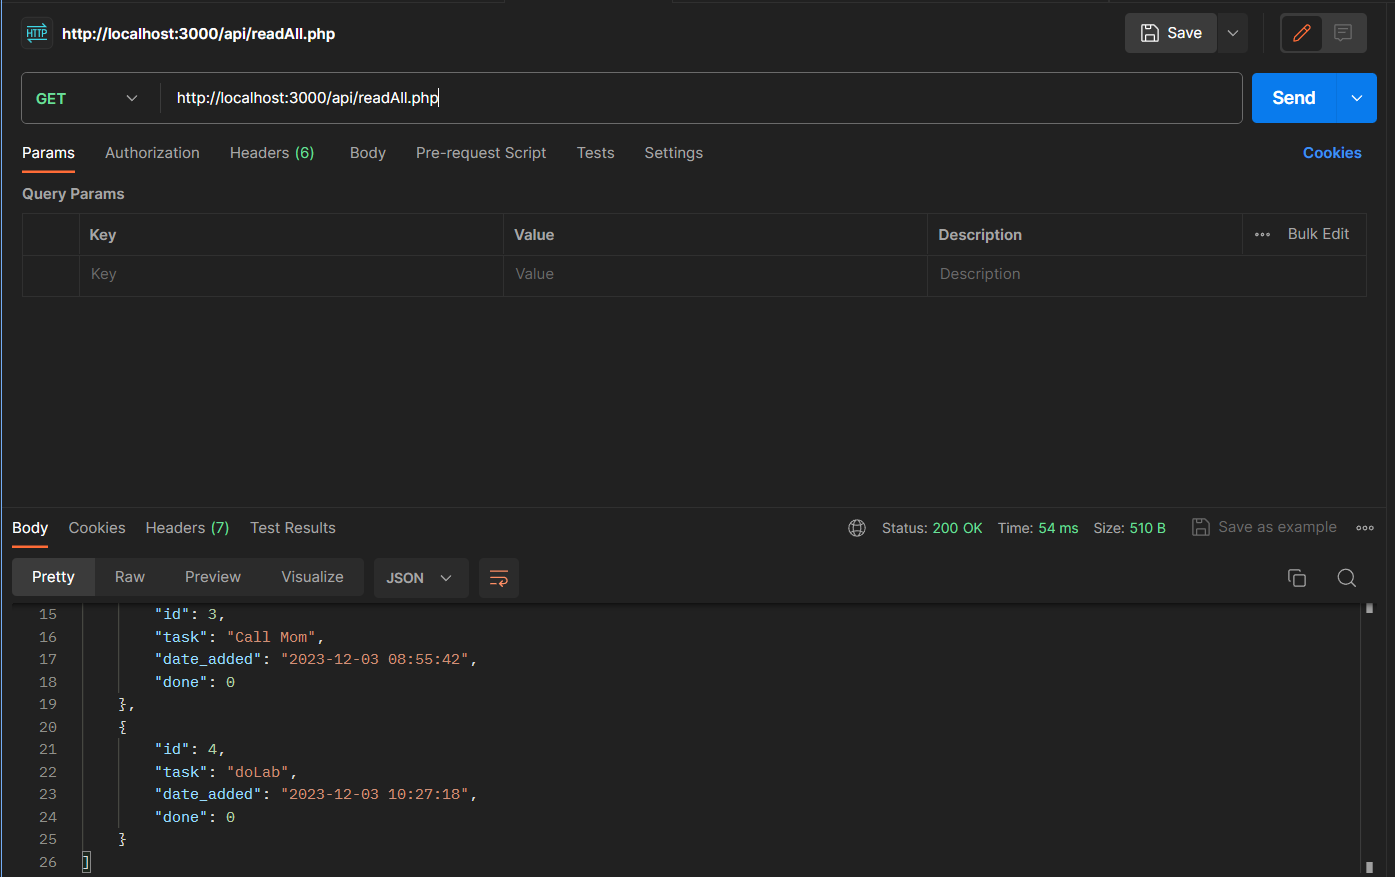 HTTP http://localhost:3000/api/readAll.php Save
GET http://localhost:3000/api/readAll.php Send
Params Authorization Headers (6) Body Pre-request Script Tests Settings Cookies
Query Params
Key Value Description ••• Bulk Edit
Key Value Description
Body Cookies Headers (7) Test Results Status: 200 OK Time: 54 ms Size: 510 B Save as example
Pretty Raw Preview Visualize JSON
15 "id": 3,
16 "task": "Call Mom",
17 "date_added": "2023-12-03 08:55:42",
18 "done": 0
19 },
20 {
21 "id": 4,
22 "task": "doLab",
23 "date_added": "2023-12-03 10:27:18",
24 "done": 0
25 }
26 ]